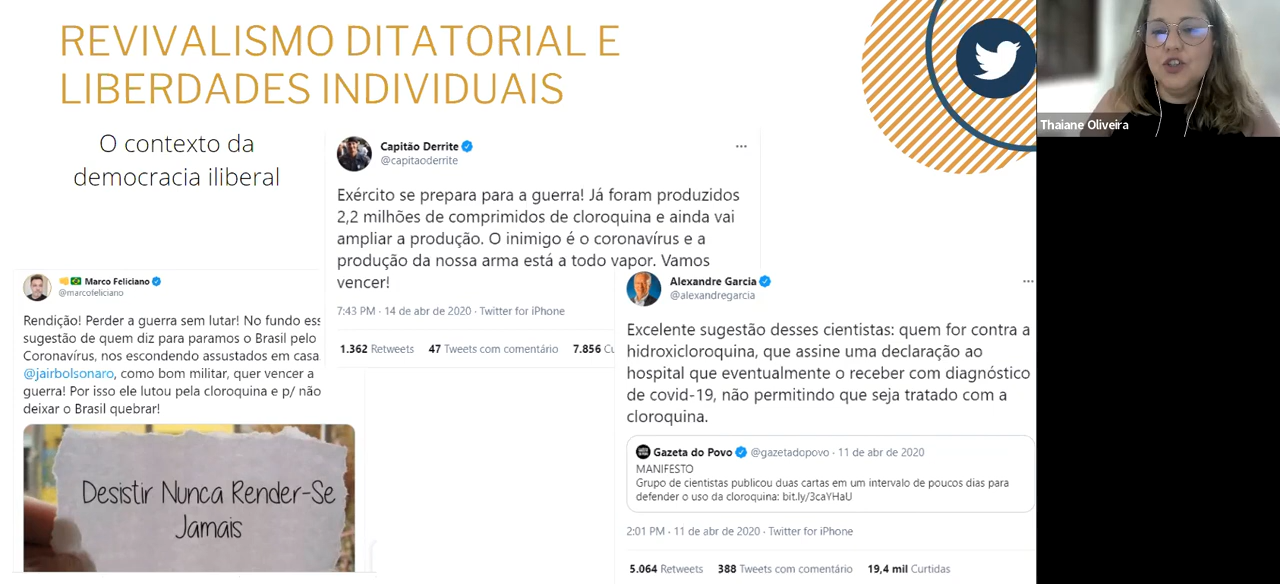 REVIVALISMO DITATORIAL E
LIBERDADES INDIVIDUAIS
O contexto da
democracia iliberal
Thaiane Oliveira
Capitão Derrite
@capitaoderrite
Exército se prepara para a guerra! Já foram produzidos
2,2 milhões de comprimidos de cloroquina e ainda vai
ampliar a produção. O inimigo é o coronavírus e a
produção da nossa arma está a todo vapor. Vamos
vencer!
7:43 PM · 14 de abr de 2020 · Twitter for iPhone
1.362 Retweets 47 Tweets com comentário 7.856 Cu
Marco Feliciano
@marcofeliciano
Rendição! Perder a guerra sem lutar! No fundo ess
sugestão de quem diz para paramos o Brasil pelo
Coronavírus, nos escondendo assustados em casa
@jairbolsonaro, como bom militar, quer vencer a
guerra! Por isso ele lutou pela cloroquina e p/ não
deixar o Brasil quebrar!
Desistir Nunca Render-Se
Jamais
Alexandre Garcia
@alexandregarcia
Excelente sugestão desses cientistas: quem for contra a
hidroxicloroquina, que assine uma declaração ao
hospital que eventualmente o receber com diagnóstico
de covid-19, não permitindo que seja tratado com a
cloroquina.
Gazeta do Povo @gazetadopovo · 11 de abr de 2020
MANIFESTO
Grupo de cientistas publicou duas cartas em um intervalo de poucos dias para
defender o uso da cloroquina: bit.ly/3caYHaU
2:01 PM · 11 de abr de 2020 · Twitter for iPhone
5.064 Retweets 388 Tweets com comentário 19,4 mil Curtidas